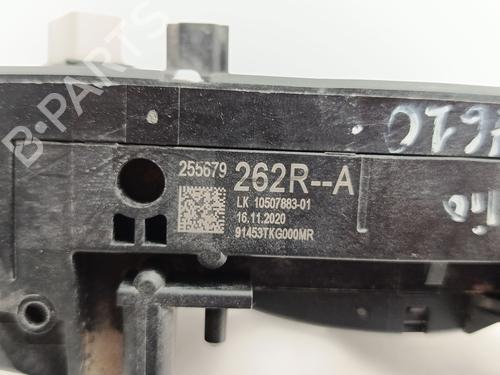 255679 262R--A
LK 10507883-01
16.11.2020
91453TKG000MR
B-PARTS